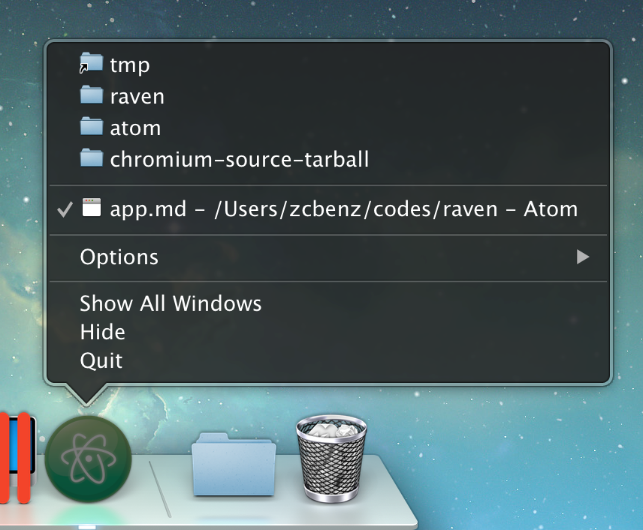 tmp
raven
atom
chromium-source-tarball
app.md – /Users/zcbenz/codes/raven – Atom
Options
Show All Windows
Hide
Quit